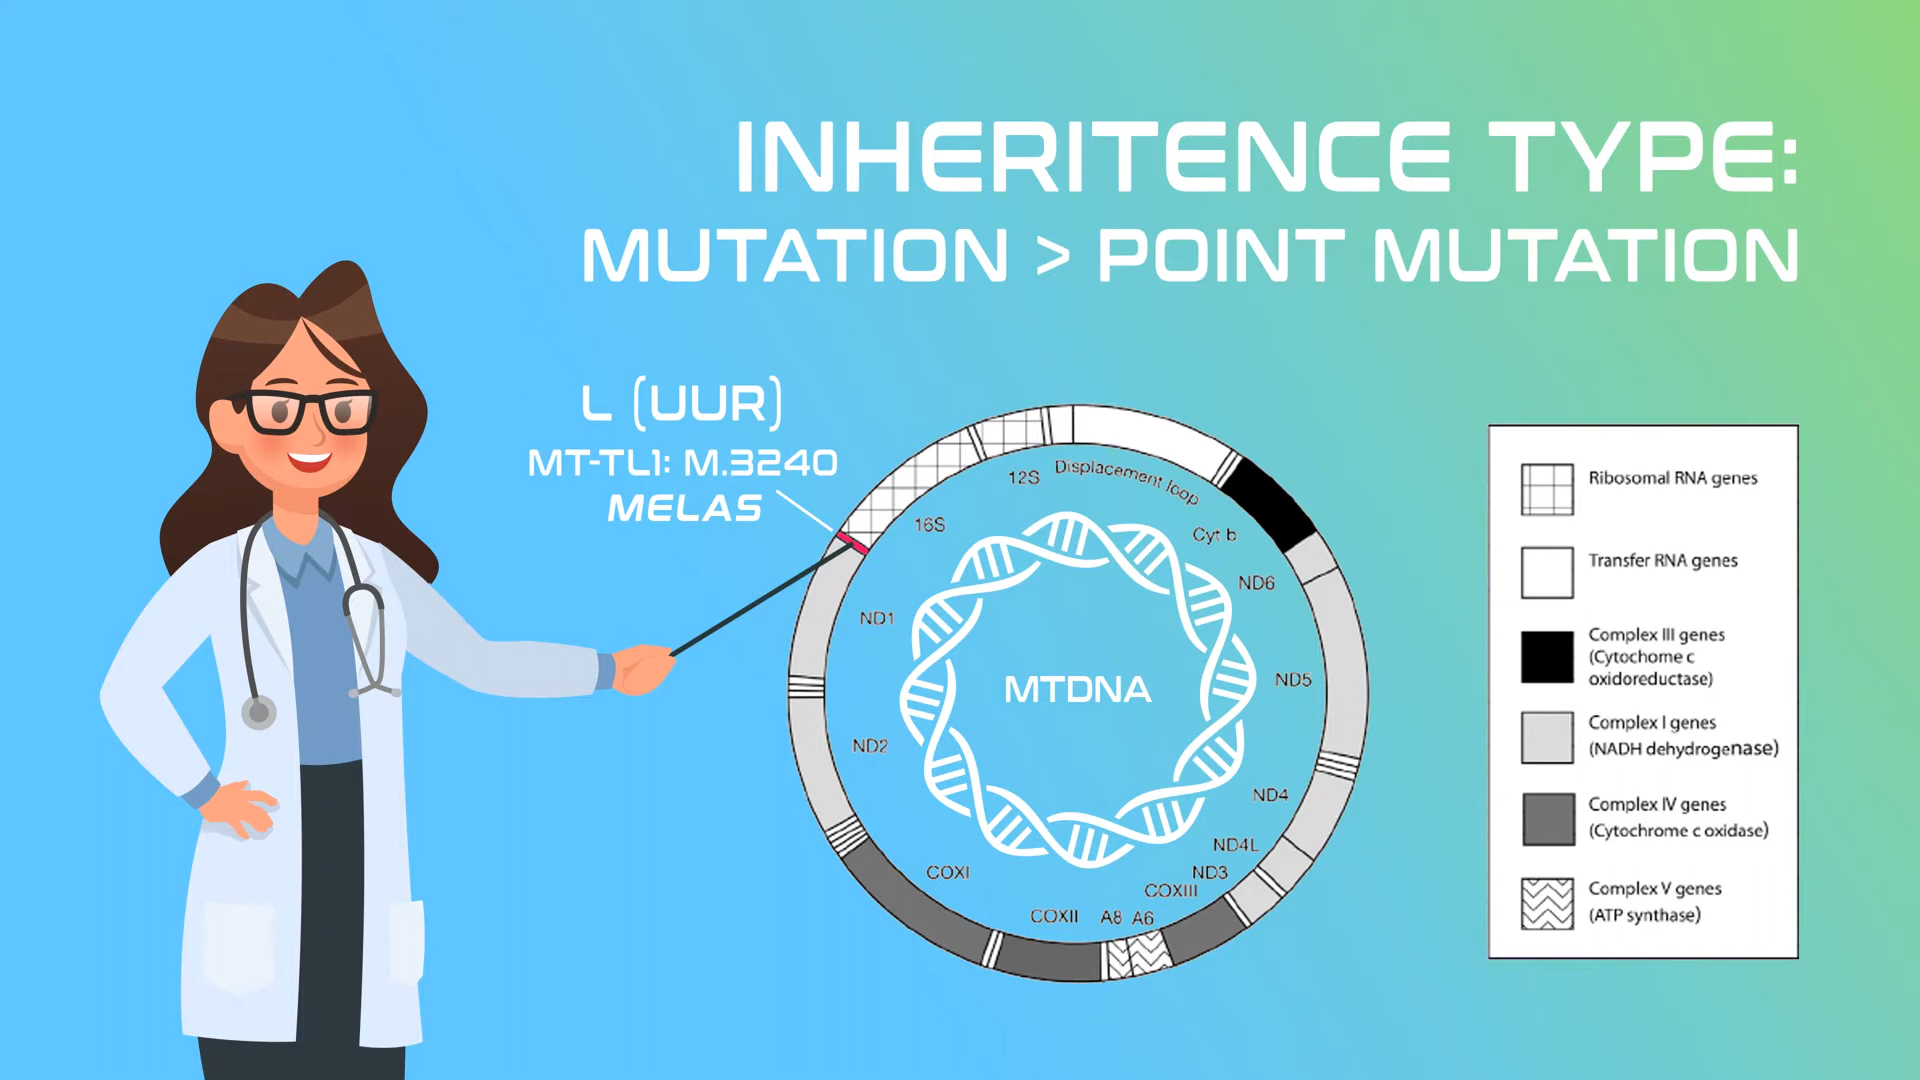 INHERITENCE TYPE:
MUTATION > POINT MUTATION
L (UUR)
MT-TL1: M.3240
MELAS
12S
Displacement loop
16S
Cyt b
ND6
ND1
ND5
MTDNA
ND2
ND4
ND4L
ND3
COXI
COXIII
COXII
A8
A6
Ribosomal RNA genes
Transfer RNA genes
Complex III genes
(Cytochome c
oxidoreductase)
Complex I genes
(NADH dehydrogenase)
Complex IV genes
(Cytochrome c oxidase)
Complex V genes
(ATP synthase)